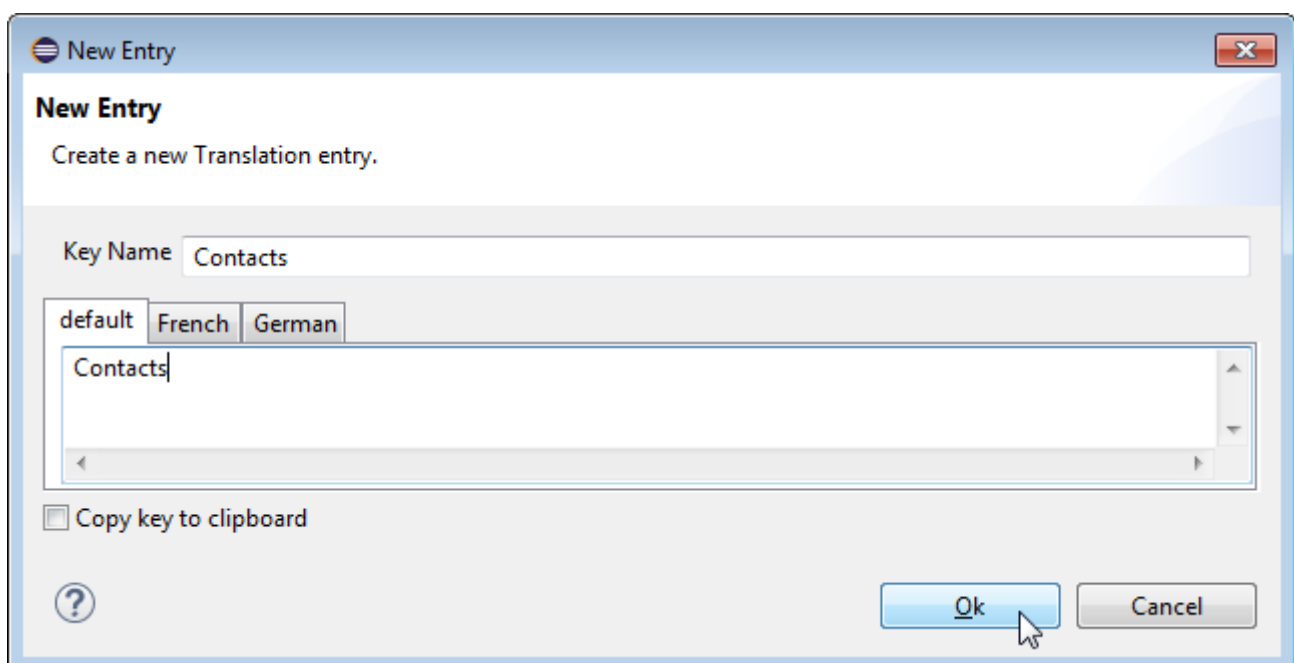 New Entry
New Entry
Create a new Translation entry.
Key Name Contacts
default French German
Contacts
Copy key to clipboard
? Ok Cancel